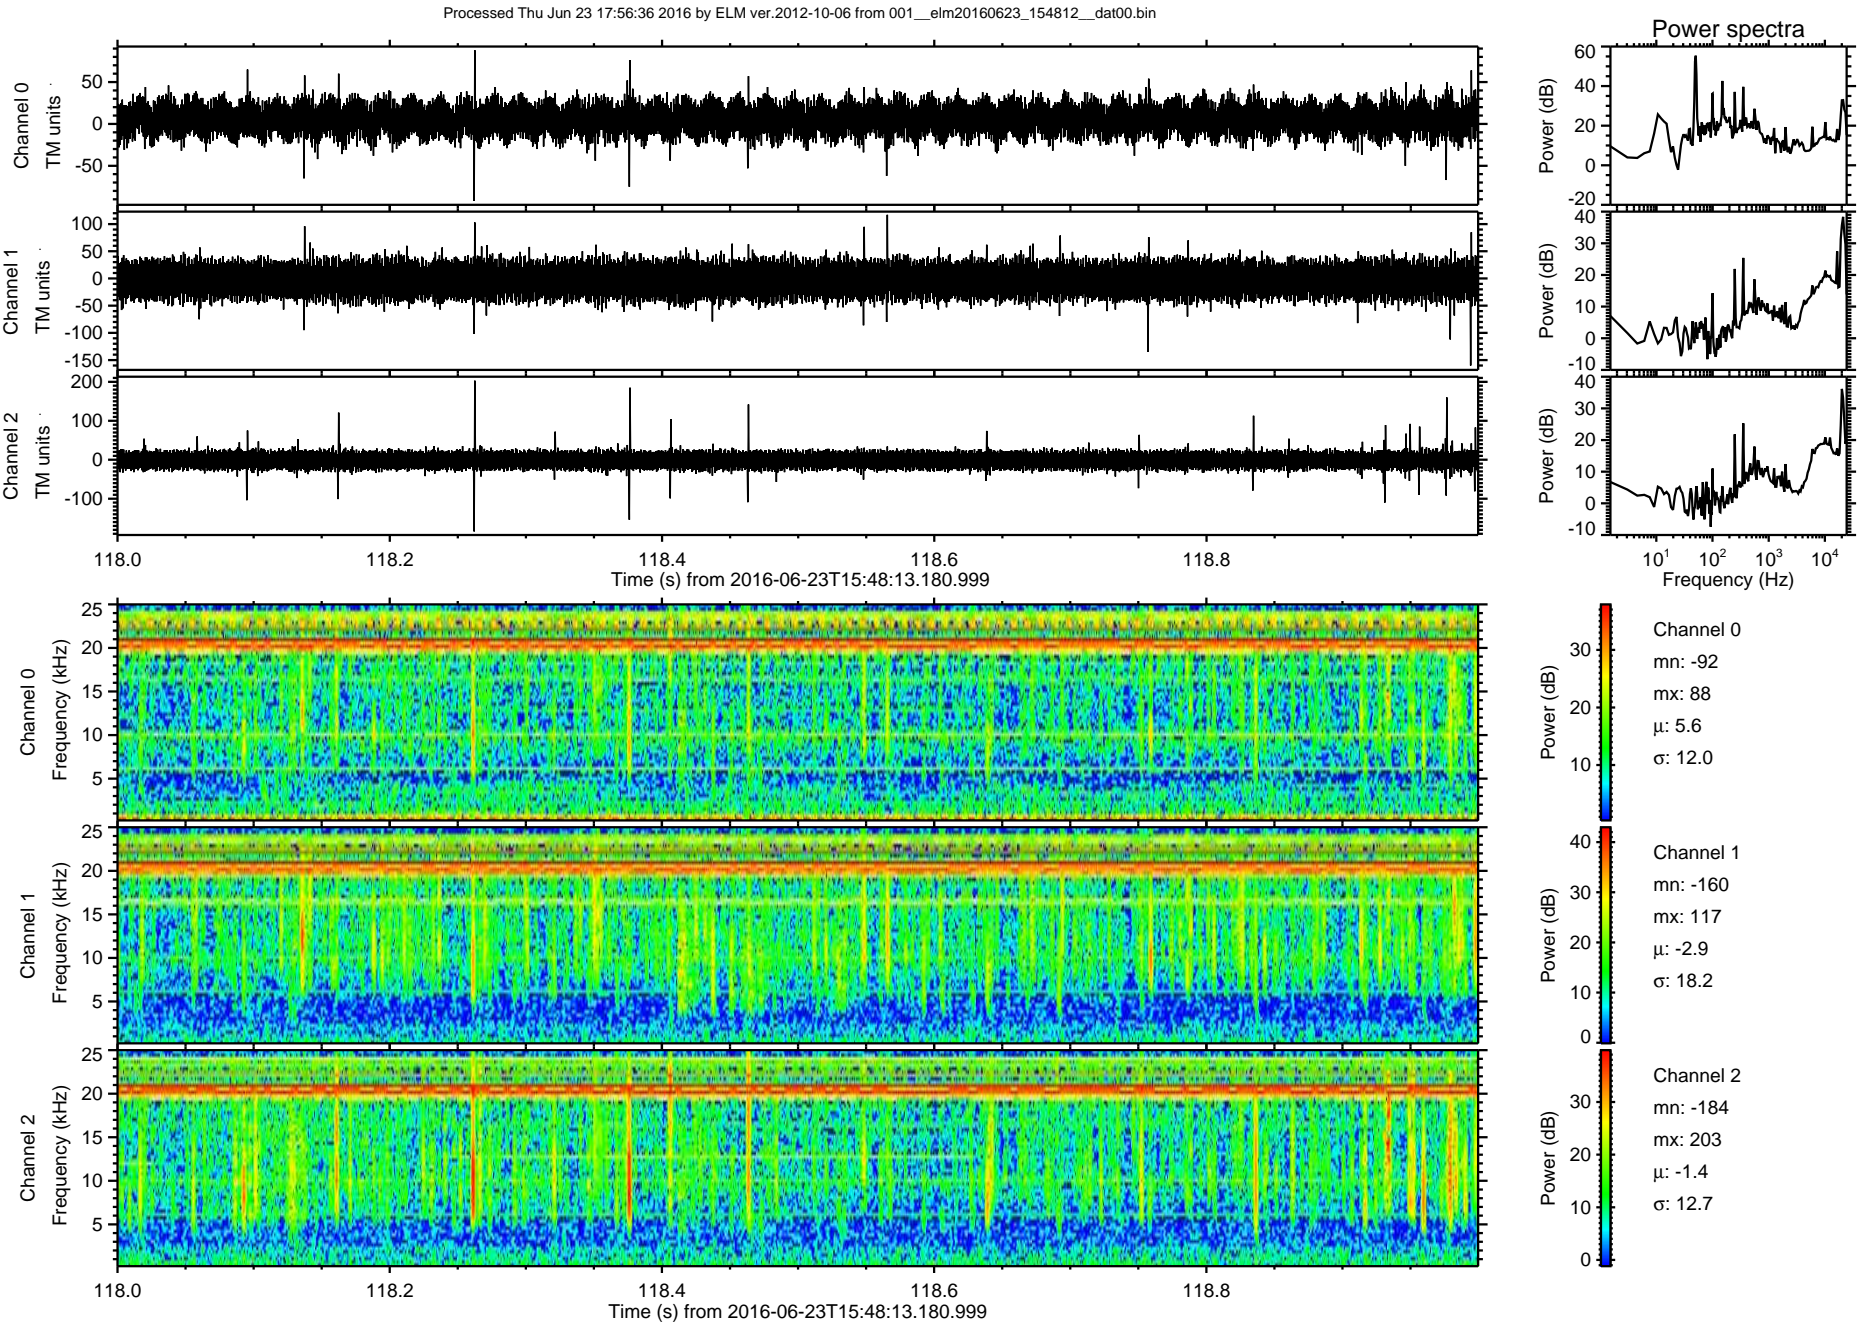 Processed Thu Jun 23 17:56:36 2016 by ELM ver.2012-10-06 from 001__elm20160623_154812__dat00.bin
Power spectra
Channel 0
TM units
50
0
-50
Power (dB)
60
40
20
0
-20
Channel 1
TM units
100
50
0
-50
-100
-150
Power (dB)
40
30
20
10
0
-10
Channel 2
TM units
200
100
0
-100
Power (dB)
40
30
20
10
0
-10
118.0 118.2 118.4 118.6 118.8
Time (s) from 2016-06-23T15:48:13.180.999
10^1 10^2 10^3 10^4
Frequency (Hz)
Channel 0
Frequency (kHz)
25
20
15
10
5
Power (dB)
30
20
10
Channel 0
mn: -92
mx: 88
μ: 5.6
σ: 12.0
Channel 1
Frequency (kHz)
25
20
15
10
5
Power (dB)
40
30
20
10
0
Channel 1
mn: -160
mx: 117
μ: -2.9
σ: 18.2
Channel 2
Frequency (kHz)
25
20
15
10
5
Power (dB)
30
20
10
0
Channel 2
mn: -184
mx: 203
μ: -1.4
σ: 12.7
118.0 118.2 118.4 118.6 118.8
Time (s) from 2016-06-23T15:48:13.180.999